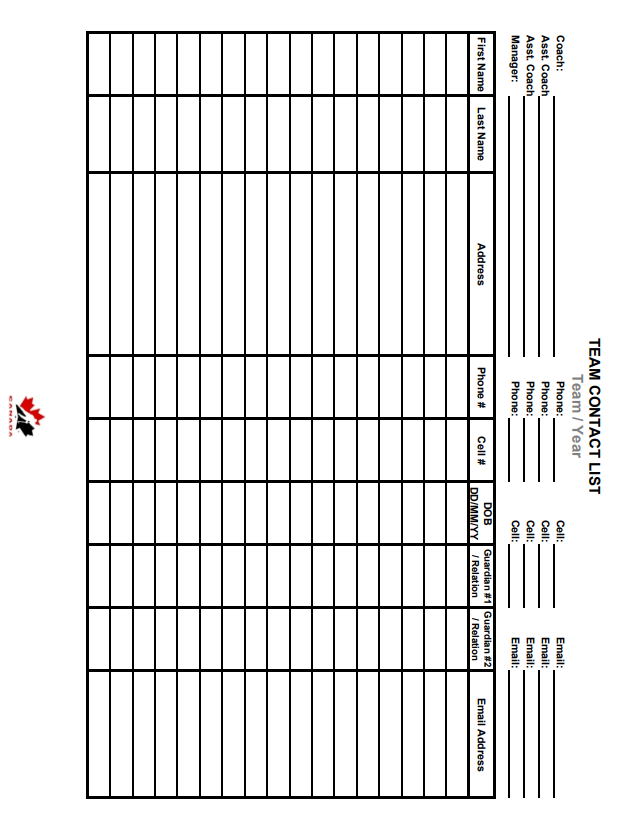 TEAM CONTACT LIST
Team / Year
Coach: Phone: Cell: Email:
Asst. Coach Phone: Cell: Email:
Asst. Coach Phone: Cell: Email:
Manager: Phone: Cell: Email:
First Name Last Name Address Phone # Cell # DOB DD/MM/YY Guardian #1 / Relation Guardian #2 / Relation Email Address
CANADA